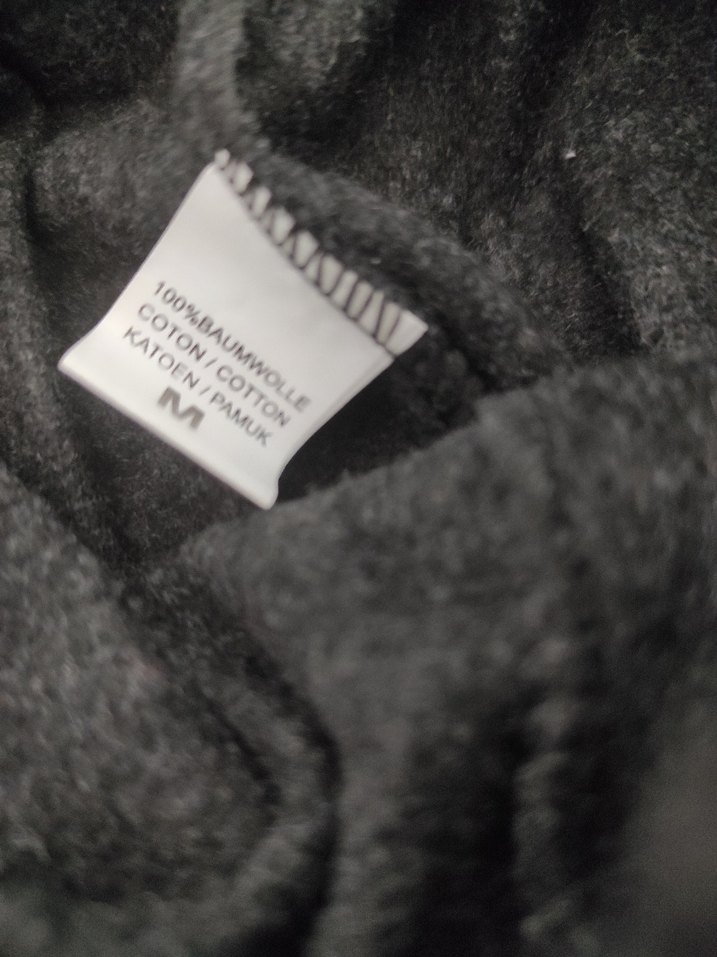 100%BAUMWOLLE
COTON / COTTON
KATOEN / PAMUK
M